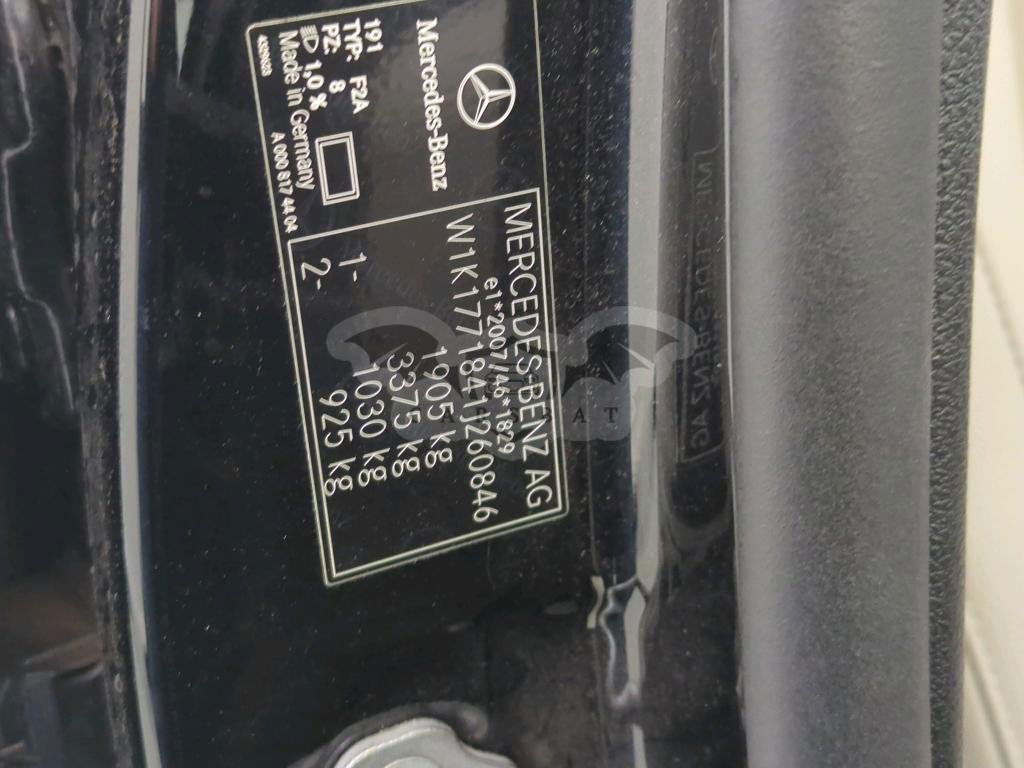 Mercedes-Benz
191
TYP: F2A
PZ: 8
1,0 %
Made in Germany
A 000 817 44 04
MERCEDES-BENZ AG
e1*2007/46*1829
W1K1771841J260846
1905 kg
3375 kg
1- 1030 kg
2- 925 kg